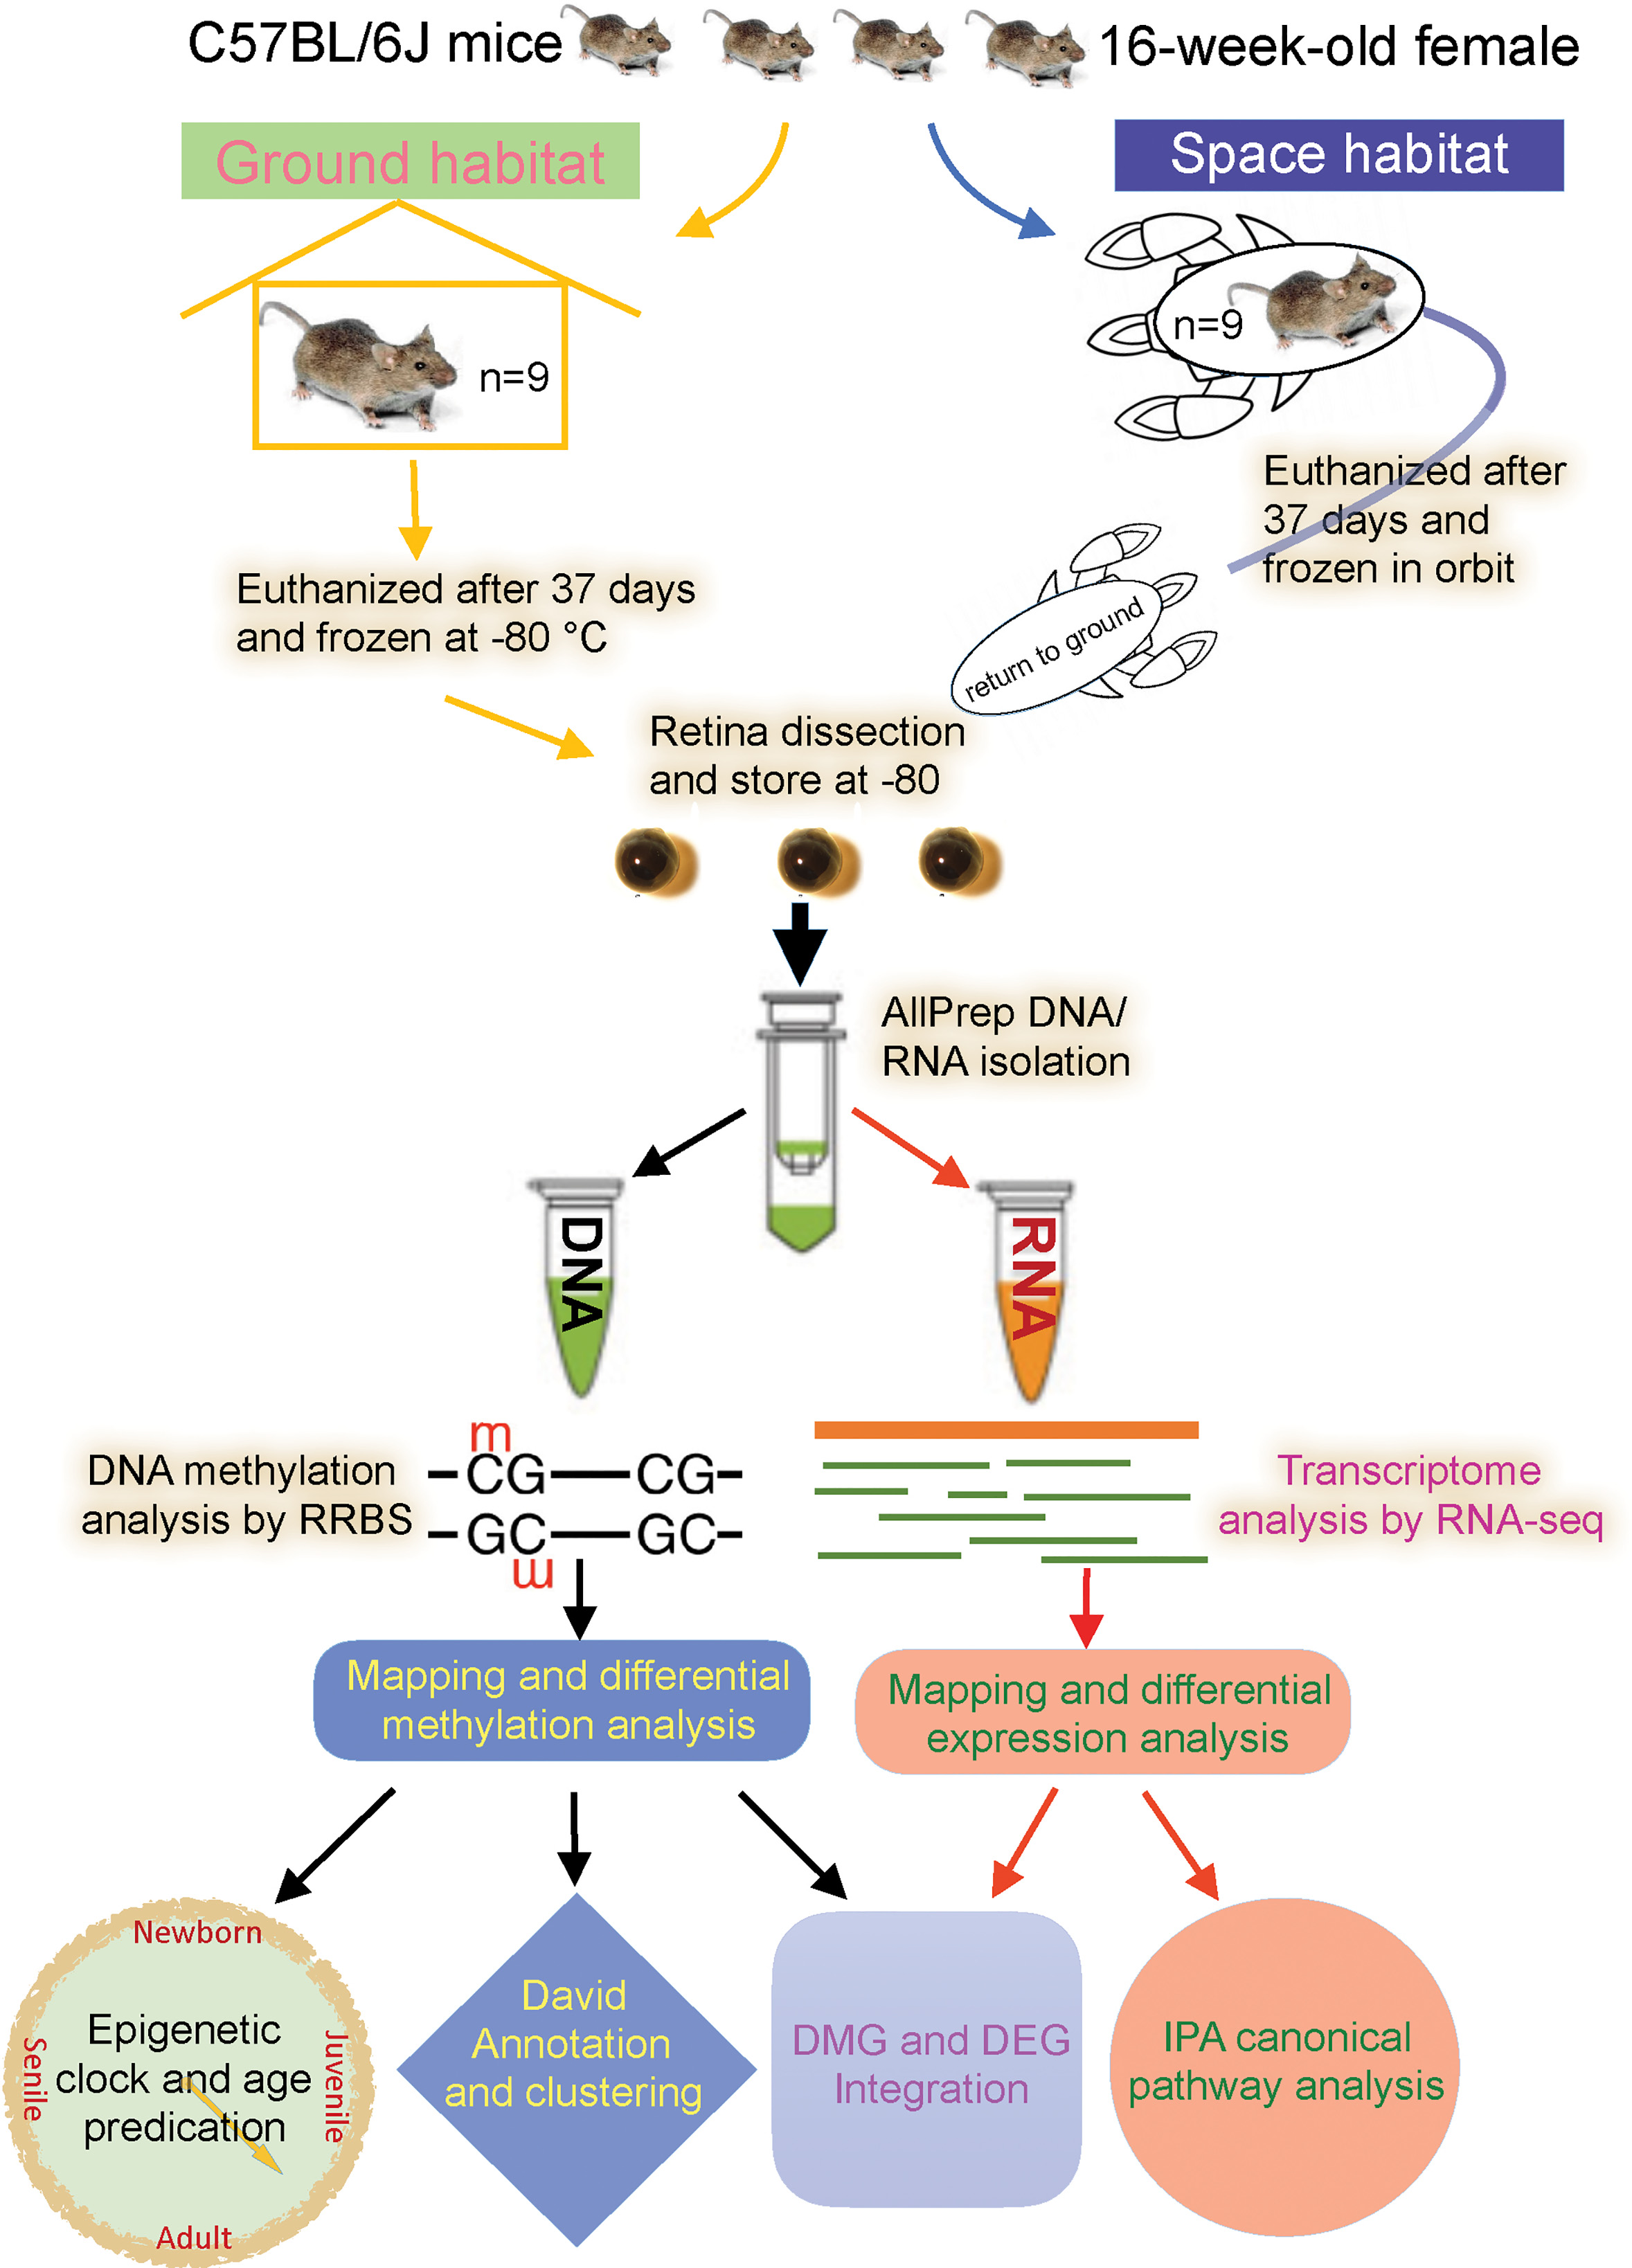 C57BL/6J mice
16-week-old female
Ground habitat
Space habitat
n=9
n=9
Euthanized after
37 days and
frozen in orbit
Euthanized after 37 days
and frozen at -80 °C
return to ground
Retina dissection
and store at -80
AllPrep DNA/
RNA isolation
DNA
RNA
DNA methylation
analysis by RRBS
m
CG CG
GC GC
m
Transcriptome
analysis by RNA-seq
Mapping and differential
methylation analysis
Mapping and differential
expression analysis
Newborn
Juvenile
Adult
Senile
Epigenetic
clock and age
predication
David
Annotation
and clustering
DMG and DEG
Integration
IPA canonical
pathway analysis